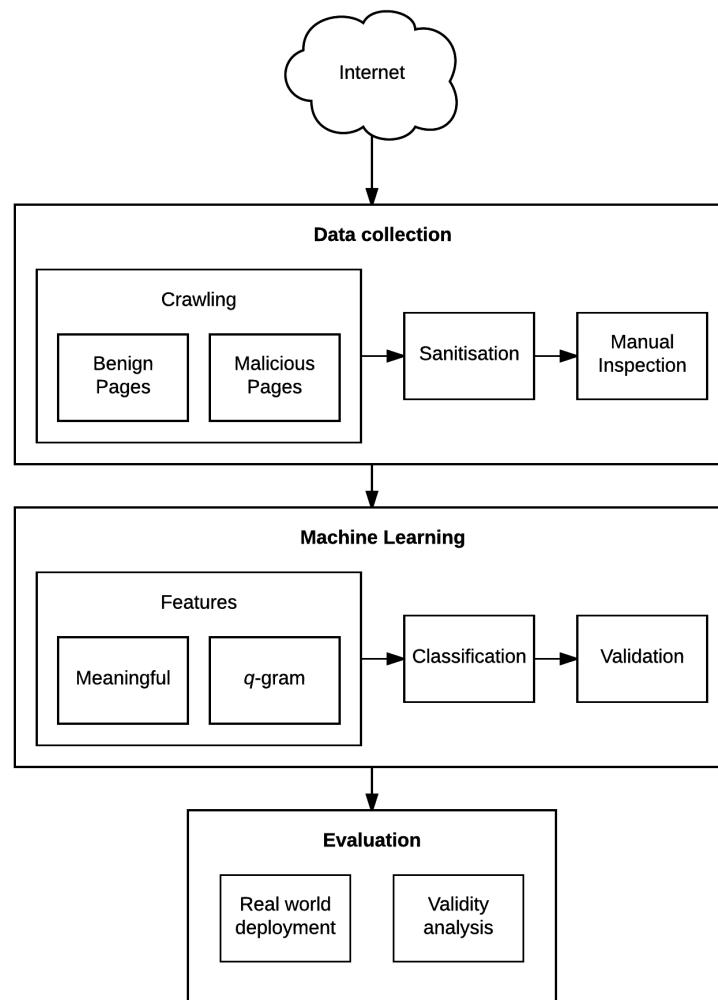 Internet
Data collection
Crawling
Benign
Pages
Malicious
Pages
Sanitisation
Manual
Inspection
Machine Learning
Features
Meaningful
q-gram
Classification
Validation
Evaluation
Real world
deployment
Validity
analysis